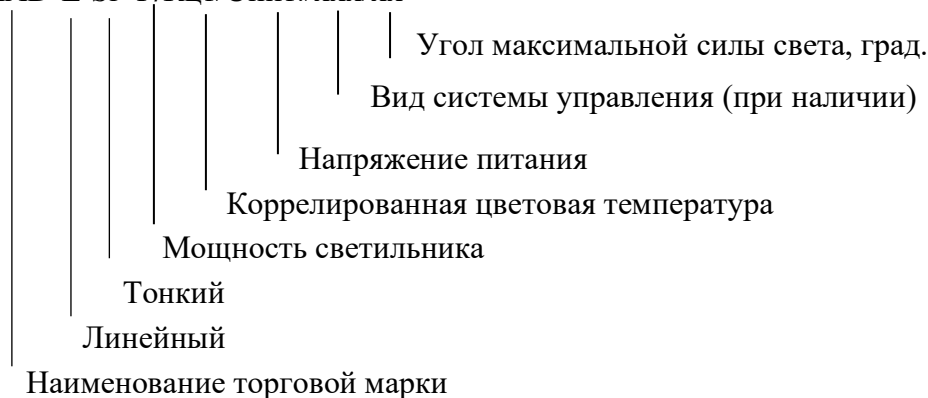 Угол максимальной силы света, град.
Вид системы управления (при наличии)
Напряжение питания
Коррелированная цветовая температура
Мощность светильника
Тонкий
Линейный
Наименование торговой марки